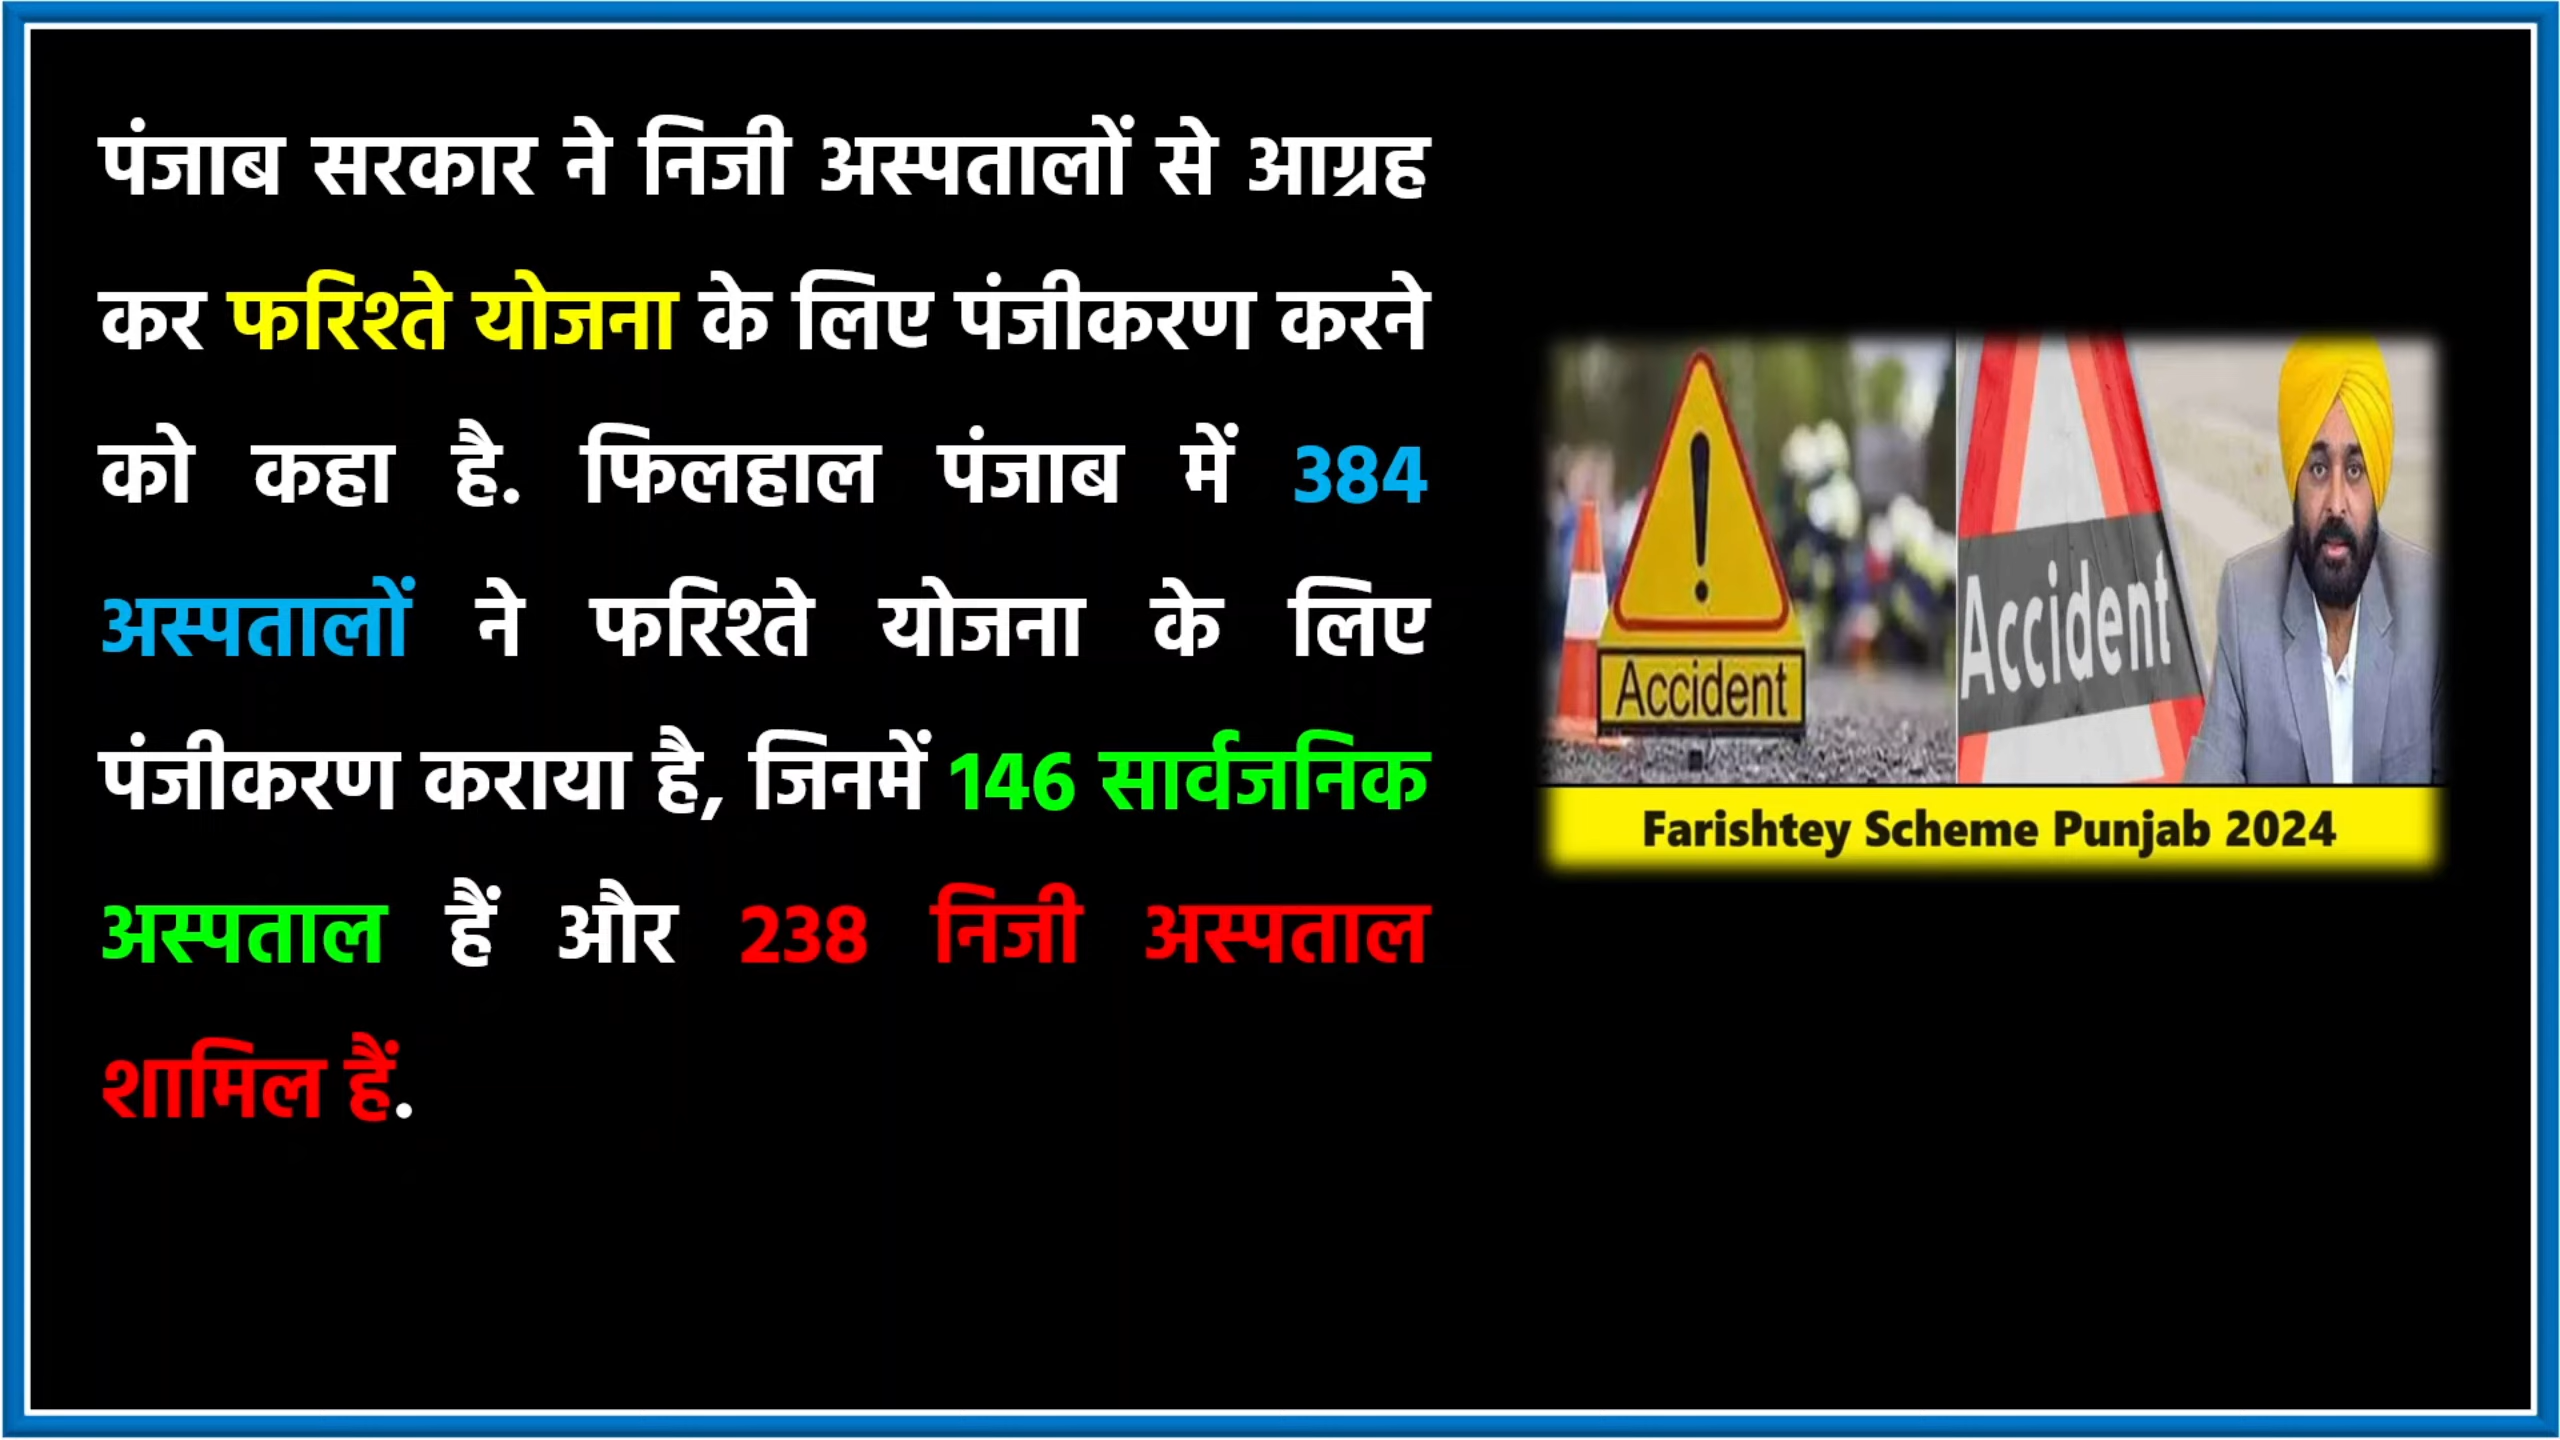 पंजाब सरकार ने निजी अस्पतालों से आग्रह
कर फरिश्ते योजना के लिए पंजीकरण करने
को कहा है. फिलहाल पंजाब में 384
अस्पतालों ने फरिश्ते योजना के लिए
पंजीकरण कराया है, जिनमें 146 सार्वजनिक
अस्पताल हैं और 238 निजी अस्पताल
शामिल हैं.
Accident
Accident
Farishtey Scheme Punjab 2024